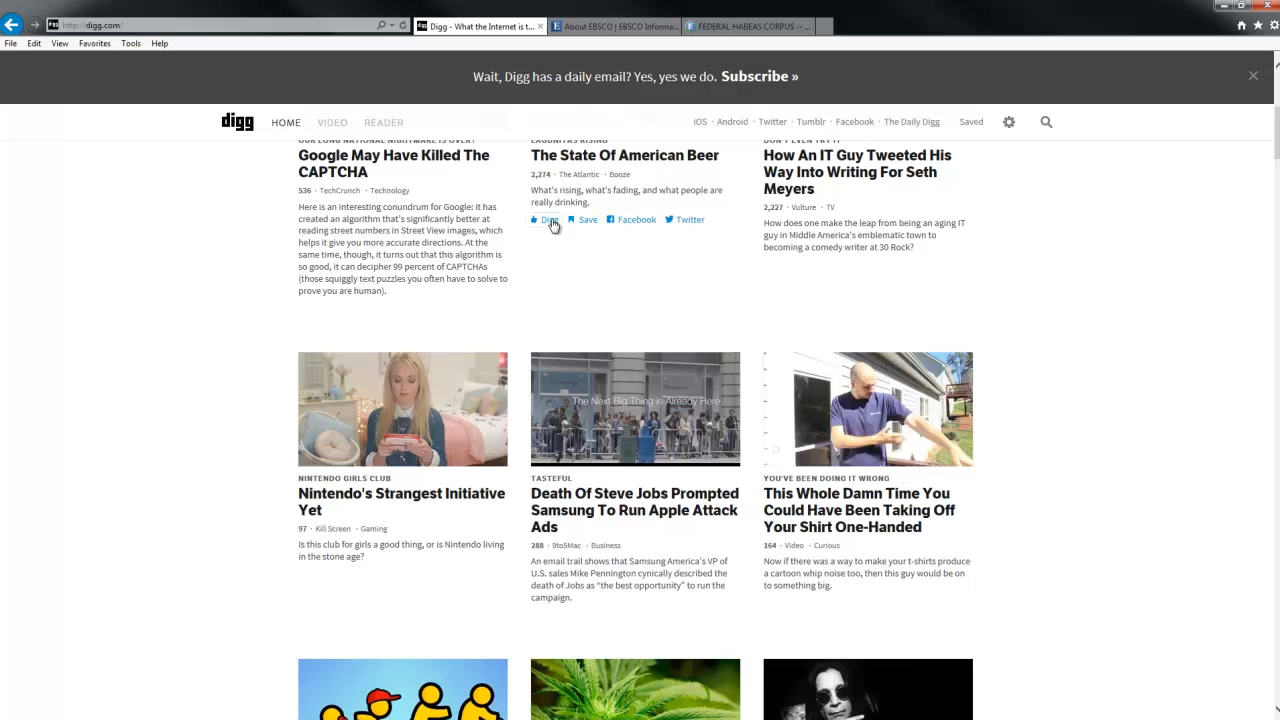 http://digg.com/
Digg - What the Internet is t...
About EBSCO | EBSCO Informa...
FEDERAL HABEAS CORPUS -- ...
File Edit View Favorites Tools Help
Wait, Digg has a daily email? Yes, yes we do. Subscribe »
digg HOME VIDEO READER
iOS · Android · Twitter · Tumblr · Facebook · The Daily Digg Saved
OUR LONG NATIONAL NIGHTMARE IS OVER?
Google May Have Killed The
CAPTCHA
536 · TechCrunch · Technology
Here is an interesting conundrum for Google: it has
created an algorithm that's significantly better at
reading street numbers in Street View images, which
helps it give you more accurate directions. At the
same time, though, it turns out that this algorithm is
so good, it can decipher 99 percent of CAPTCHAs
(those squiggly text puzzles you often have to solve to
prove you are human).
LAGUNITAS RISING
The State Of American Beer
2,274 · The Atlantic · Booze
What's rising, what's fading, and what people are
really drinking.
Digg Save Facebook Twitter
DON'T EVEN TRY IT
How An IT Guy Tweeted His
Way Into Writing For Seth
Meyers
2,227 · Vulture · TV
How does one make the leap from being an aging IT
guy in Middle America's emblematic town to
becoming a comedy writer at 30 Rock?
NINTENDO GIRLS CLUB
Nintendo's Strangest Initiative
Yet
97 · Kill Screen · Gaming
Is this club for girls a good thing, or is Nintendo living
in the stone age?
The Next Big Thing is Already Here
TASTEFUL
Death Of Steve Jobs Prompted
Samsung To Run Apple Attack
Ads
288 · 9to5Mac · Business
An email trail shows that Samsung America's VP of
U.S. sales Mike Pennington cynically described the
death of Jobs as “the best opportunity” to run the
campaign.
YOU'VE BEEN DOING IT WRONG
This Whole Damn Time You
Could Have Been Taking Off
Your Shirt One-Handed
164 · Video · Curious
Now if there was a way to make your t-shirts produce
a cartoon whip noise too, then this guy would be on
to something big.